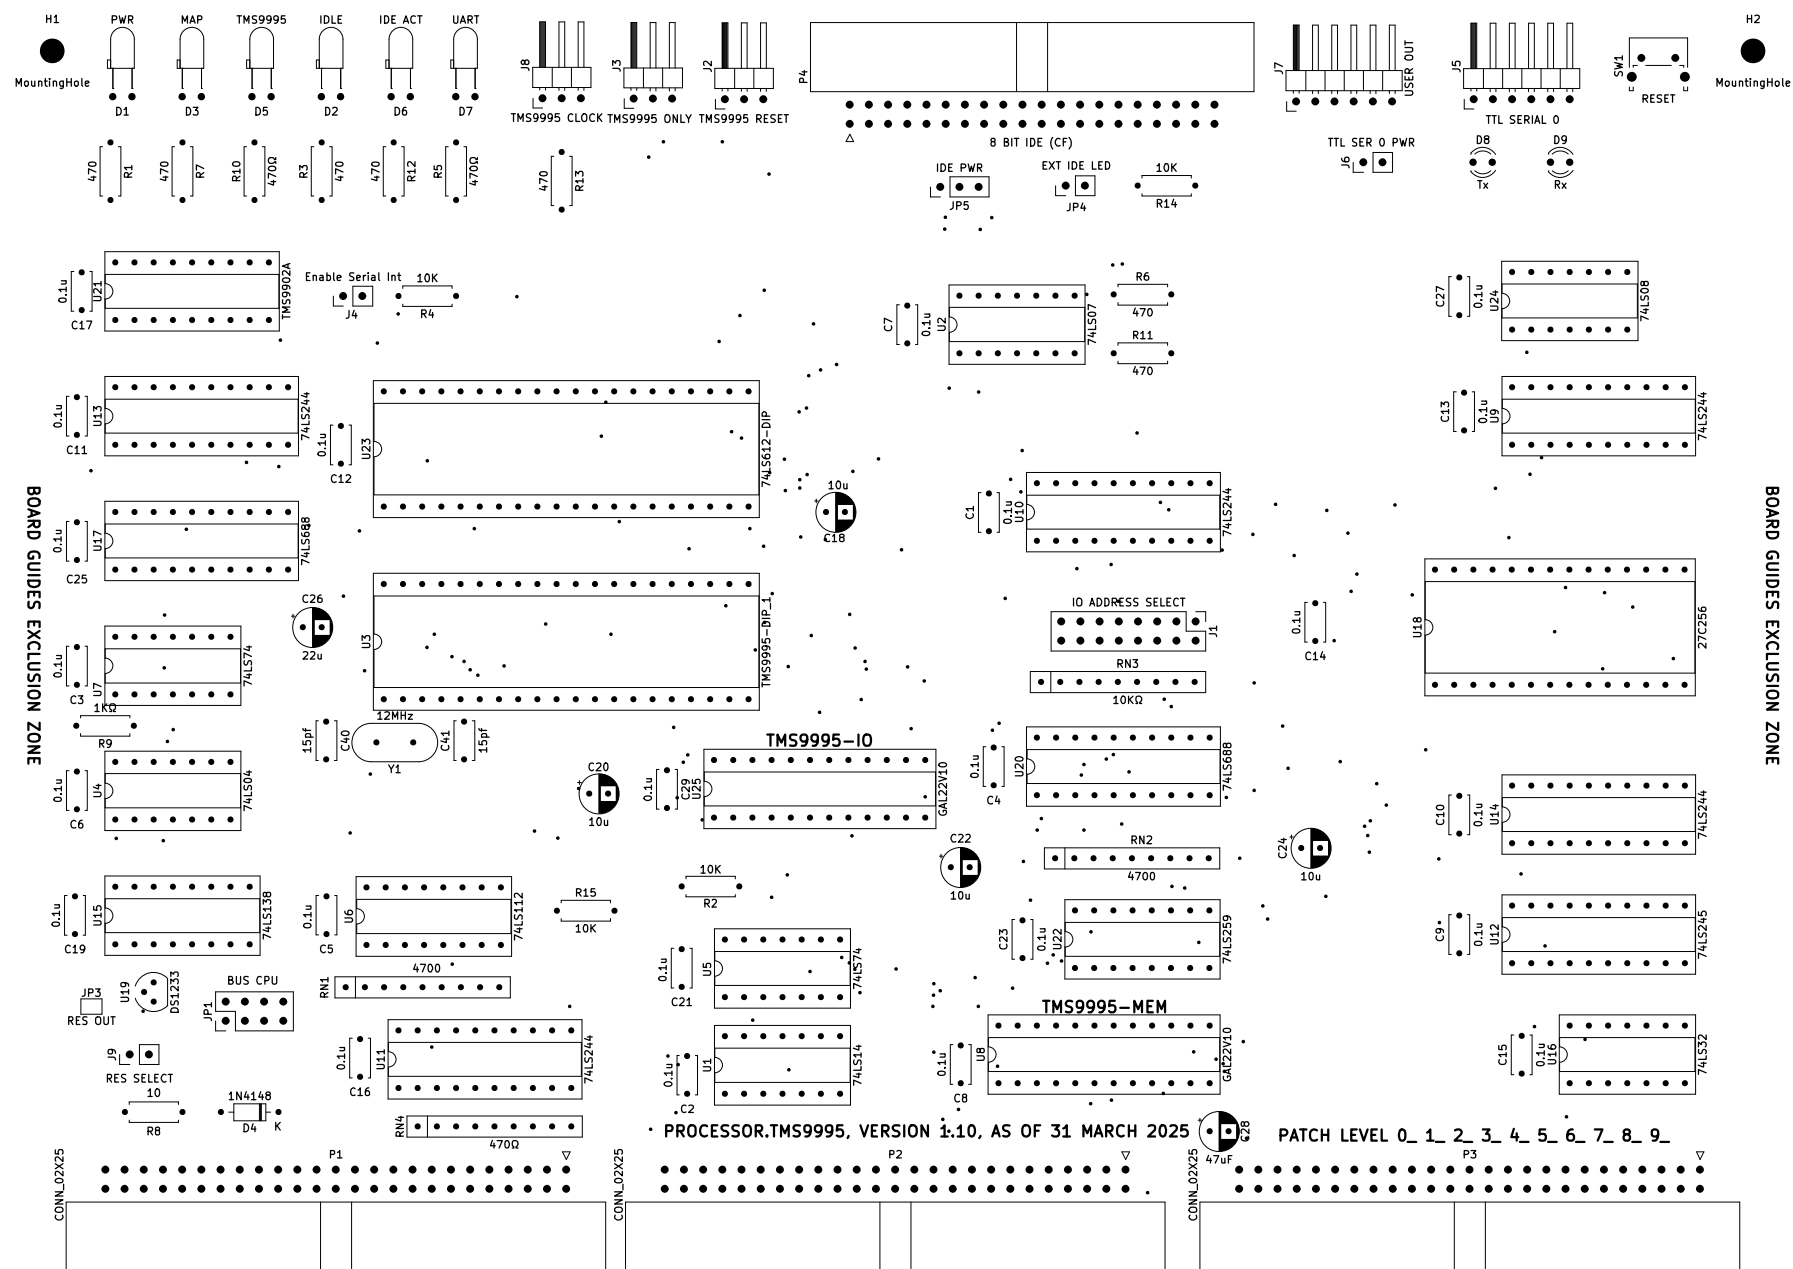 H1
PWR
MAP
TMS9995
IDLE
IDE ACT
UART
H2
J8
J3
J2
P4
J7
USER OUT
J5
SW1
MountingHole
MountingHole
D1
D3
D5
D2
D6
D7
TMS9995 CLOCK
TMS9995 ONLY
TMS9995 RESET
RESET
TTL SERIAL 0
8 BIT IDE (CF)
TTL SER 0 PWR
J6
D8
D9
Tx
Rx
470
R1
470
R7
R10
470Ω
R3
470
470
R12
R5
470Ω
470
R13
IDE PWR
JP5
EXT IDE LED
JP4
10K
R14
0.1u
C17
U21
TMS9902A
Enable Serial Int
J4
10K
R4
C7
0.1u
U2
74LS07
R6
470
R11
470
C27
0.1u
U24
74LS08
0.1u
C11
U13
74LS244
0.1u
C12
U23
74LS612-DIP
C13
0.1u
U9
74LS244
BOARD GUIDES EXCLUSION ZONE
BOARD GUIDES EXCLUSION ZONE
0.1u
C25
U17
74LS688
10u
C18
C1
0.1u
U10
74LS244
C26
22u
U3
TMS9995-DIP_1
IO ADDRESS SELECT
J1
RN3
10KΩ
0.1u
C14
U18
27C256
0.1u
C3
U7
74LS74
1KΩ
R9
15pf
C40
12MHz
Y1
C41
15pf
0.1u
C6
U4
74LS04
C20
10u
TMS9995-IO
0.1u
C29
U25
GAL22V10
0.1u
C4
U20
74LS688
C10
0.1u
U14
74LS244
C22
10u
RN2
4700
C24
10u
0.1u
C19
U15
74LS138
0.1u
C5
U6
74LS112
R15
10K
10K
R2
C23
0.1u
U22
74LS259
C9
0.1u
U12
74LS245
0.1u
C21
U5
74LS74
JP3
RES OUT
U19
DS1233
BUS CPU
JP1
RN1
4700
TMS9995-MEM
J9
RES SELECT
0.1u
C16
U11
74LS244
0.1u
C2
U1
74LS14
0.1u
C8
U8
GAL22V10
C15
0.1u
U16
74LS32
10
R8
1N4148
D4
K
RN4
470Ω
PROCESSOR.TMS9995, VERSION 1.10, AS OF 31 MARCH 2025
C28
47uF
PATCH LEVEL 0_ 1_ 2_ 3_ 4_ 5_ 6_ 7_ 8_ 9_
P1
P2
P3
CONN_02X25
CONN_02X25
CONN_02X25